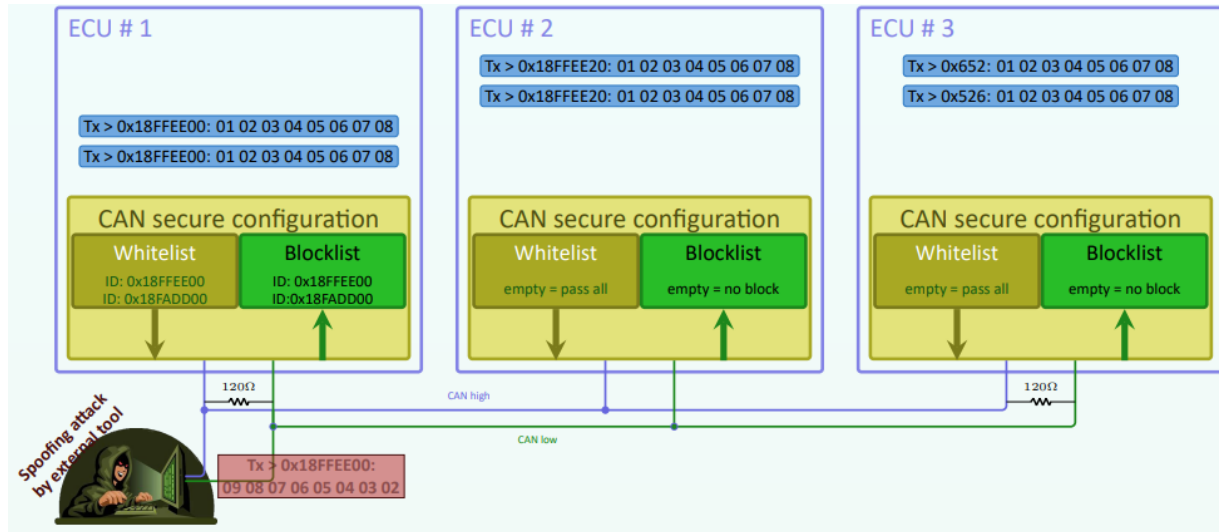 ECU # 1
Tx > 0x18FFEE00: 01 02 03 04 05 06 07 08
Tx > 0x18FFEE00: 01 02 03 04 05 06 07 08
CAN secure configuration
Whitelist
ID: 0x18FFEE00
ID: 0x18FADD00
Blocklist
ID: 0x18FFEE00
ID:0x18FADD00
ECU # 2
Tx > 0x18FFEE20: 01 02 03 04 05 06 07 08
Tx > 0x18FFEE20: 01 02 03 04 05 06 07 08
CAN secure configuration
Whitelist
empty = pass all
Blocklist
empty = no block
ECU # 3
Tx > 0x652: 01 02 03 04 05 06 07 08
Tx > 0x526: 01 02 03 04 05 06 07 08
CAN secure configuration
Whitelist
empty = pass all
Blocklist
empty = no block
120Ω
CAN high
120Ω
CAN low
Spoofing attack
by external tool
Tx > 0x18FFEE00:
09 08 07 06 05 04 03 02